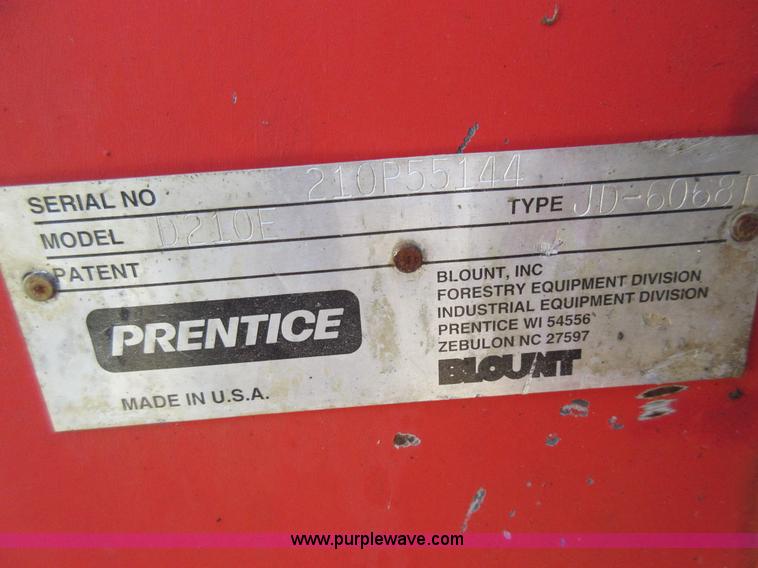 SERIAL NO 210P55144
MODEL D210E TYPE JD-6068T
PATENT
PRENTICE
MADE IN U.S.A.
BLOUNT, INC
FORESTRY EQUIPMENT DIVISION
INDUSTRIAL EQUIPMENT DIVISION
PRENTICE WI 54556
ZEBULON NC 27597
BLOUNT
www.purplewave.com